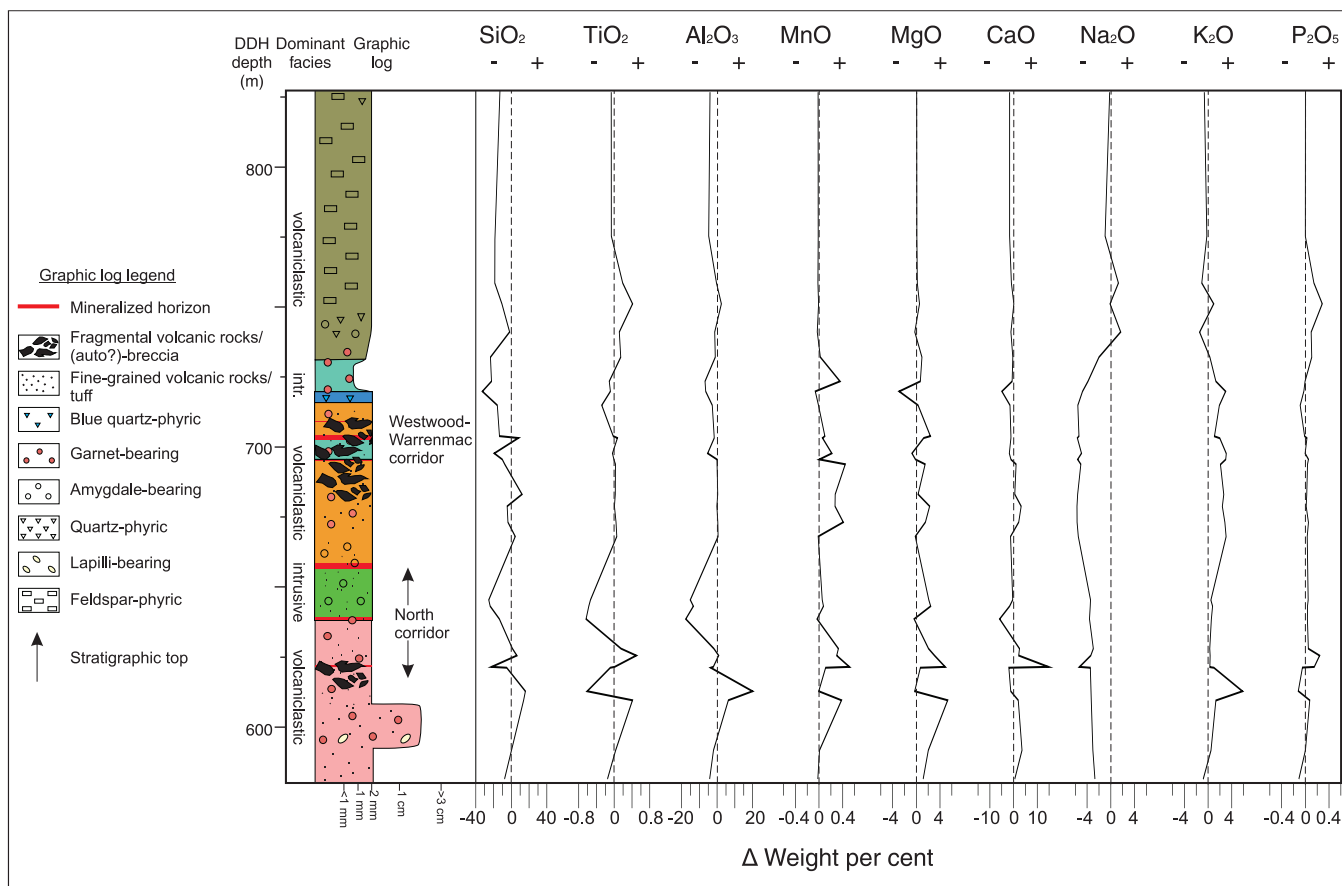 DDH depth (m)
Dominant facies
Graphic log
SiO₂
TiO₂
Al₂O₃
MnO
MgO
CaO
Na₂O
K₂O
P₂O₅
- +
- +
- +
- +
- +
- +
- +
- +
- +
800
700
600
volcaniclastic
intr.
volcaniclastic
intrusive
volcaniclastic
Westwood-
Warrenmac
corridor
North
corridor
Graphic log legend
Mineralized horizon
Fragmental volcanic rocks/
(auto?)-breccia
Fine-grained volcanic rocks/
tuff
Blue quartz-phyric
Garnet-bearing
Amygdale-bearing
Quartz-phyric
Lapilli-bearing
Feldspar-phyric
Stratigraphic top
<1 mm
1 mm
2 mm
1 cm
>3 cm
-40 0 40
-0.8 0 0.8
-20 0 20
-0.4 0 0.4
-4 0 4
-10 0 10
-4 0 4
-4 0 4
-0.4 0 0.4
Δ Weight per cent